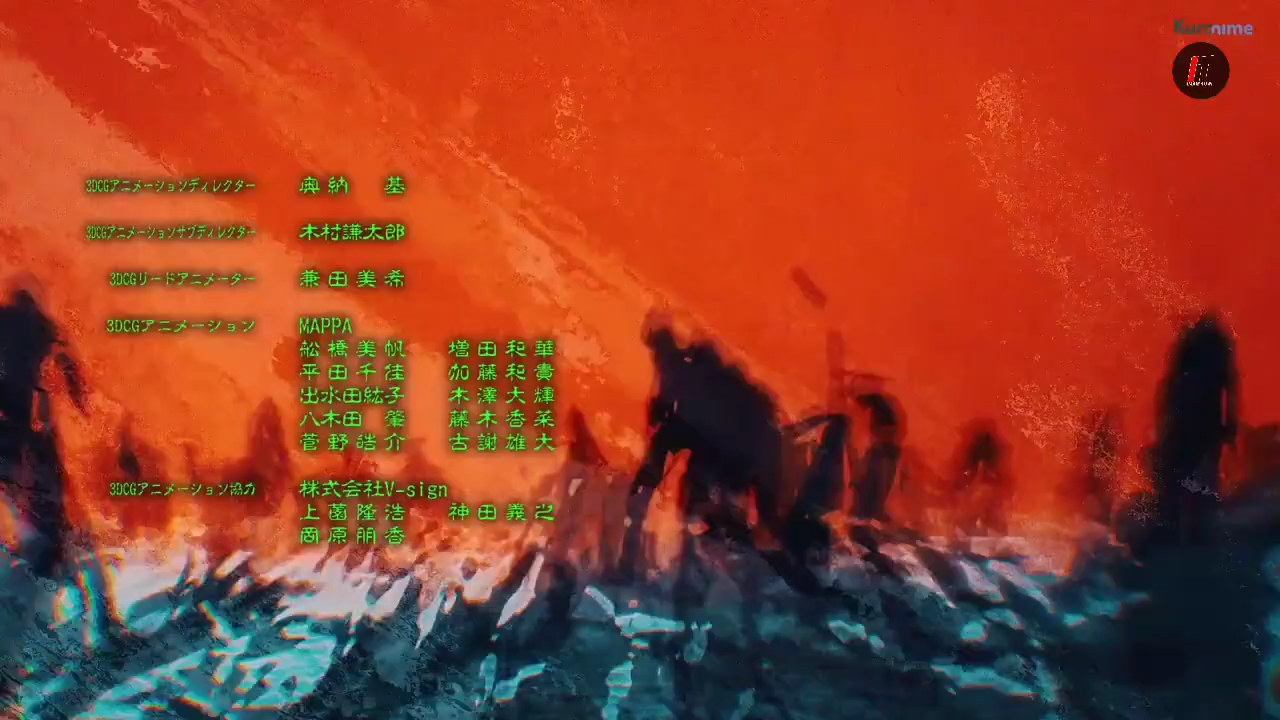 Kuramime
3DCGアニメーションディレクター 奥納 基
3DCGアニメーションサブディレクター 木村謙太郎
3DCGリードアニメーター 兼田美希
3DCGアニメーション MAPPA
舩橋美帆 増田和華
平田千佳 加藤和貴
出水田紘子 木澤大輝
八木田 肇 藤木香菜
菅野誥介 古謝雄大
3DCGアニメーション協力 株式会社V-sign
上薗隆浩 神田義之
岡原朋香